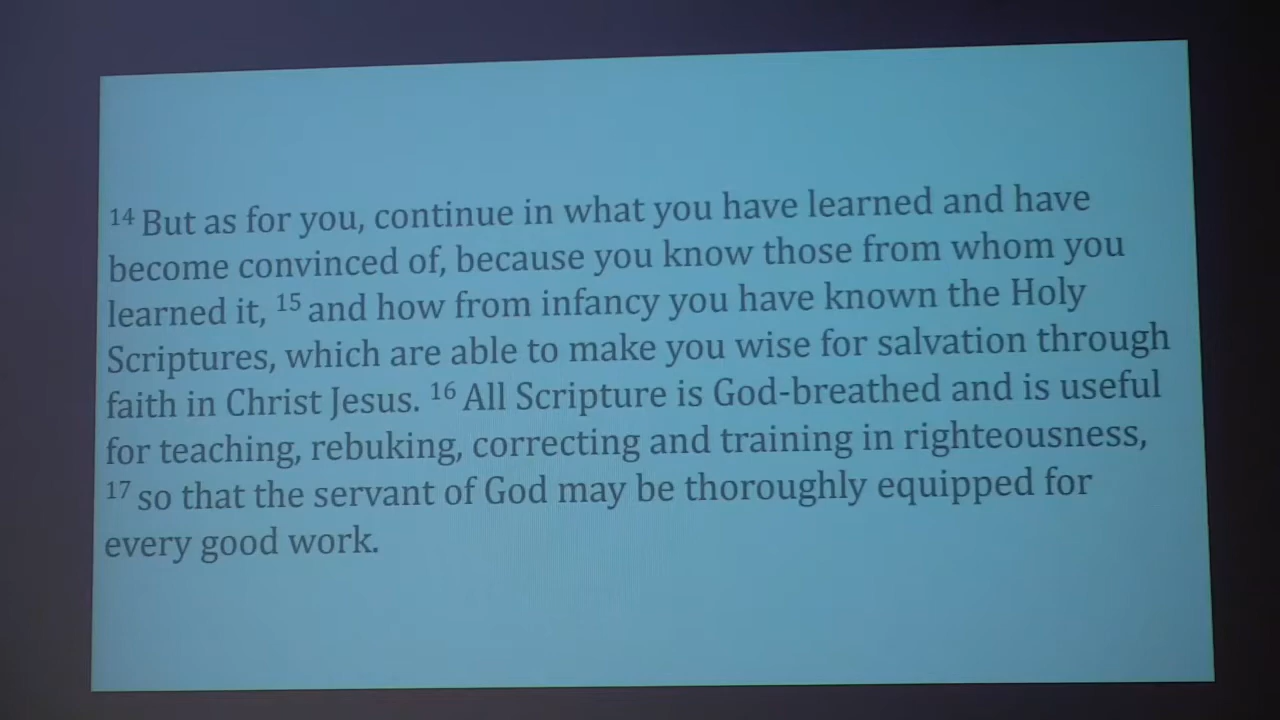 14 But as for you, continue in what you have learned and have
become convinced of, because you know those from whom you
learned it, 15 and how from infancy you have known the Holy
Scriptures, which are able to make you wise for salvation through
faith in Christ Jesus. 16 All Scripture is God-breathed and is useful
for teaching, rebuking, correcting and training in righteousness,
17 so that the servant of God may be thoroughly equipped for
every good work.